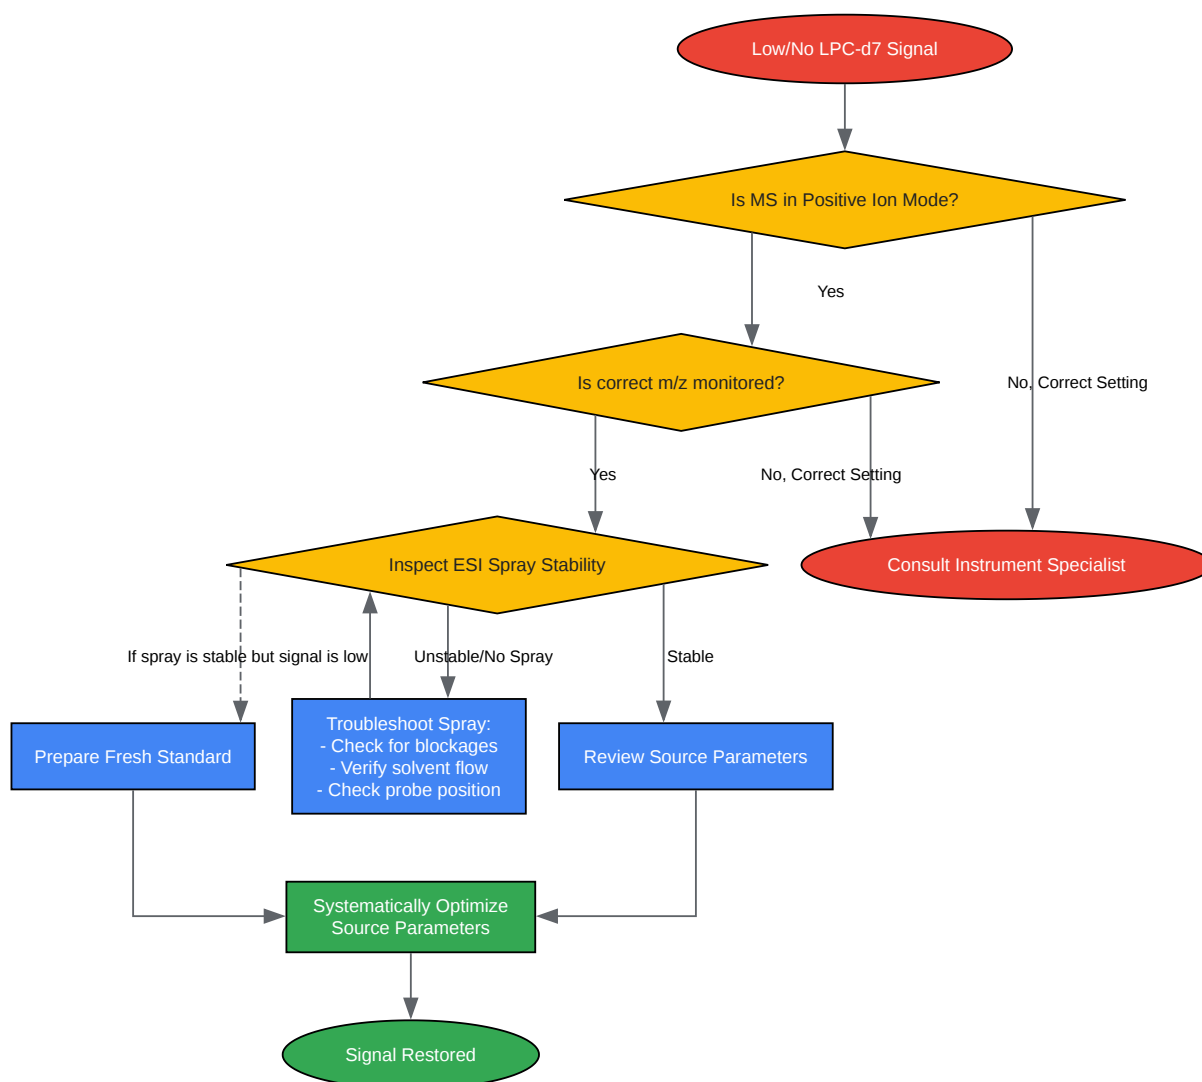 Low/No LPC-d7 Signal
Is MS in Positive Ion Mode?
Yes
Is correct m/z monitored?
No, Correct Setting
Yes
No, Correct Setting
Inspect ESI Spray Stability
Consult Instrument Specialist
If spray is stable but signal is low
Unstable/No Spray
Stable
Prepare Fresh Standard
Troubleshoot Spray:
- Check for blockages
- Verify solvent flow
- Check probe position
Review Source Parameters
Systematically Optimize
Source Parameters
Signal Restored